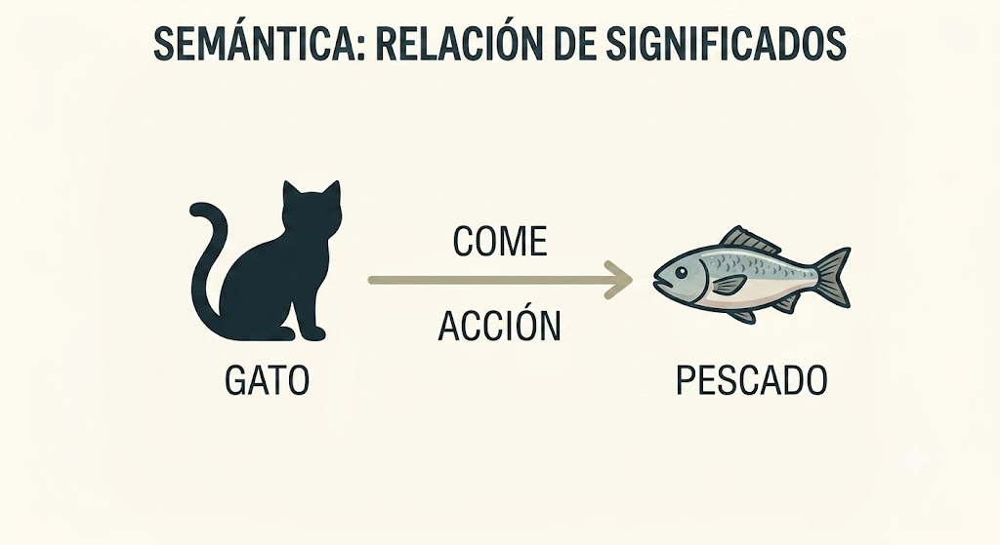 SEMÁNTICA: RELACIÓN DE SIGNIFICADOS
COME
ACCIÓN
GATO
PESCADO